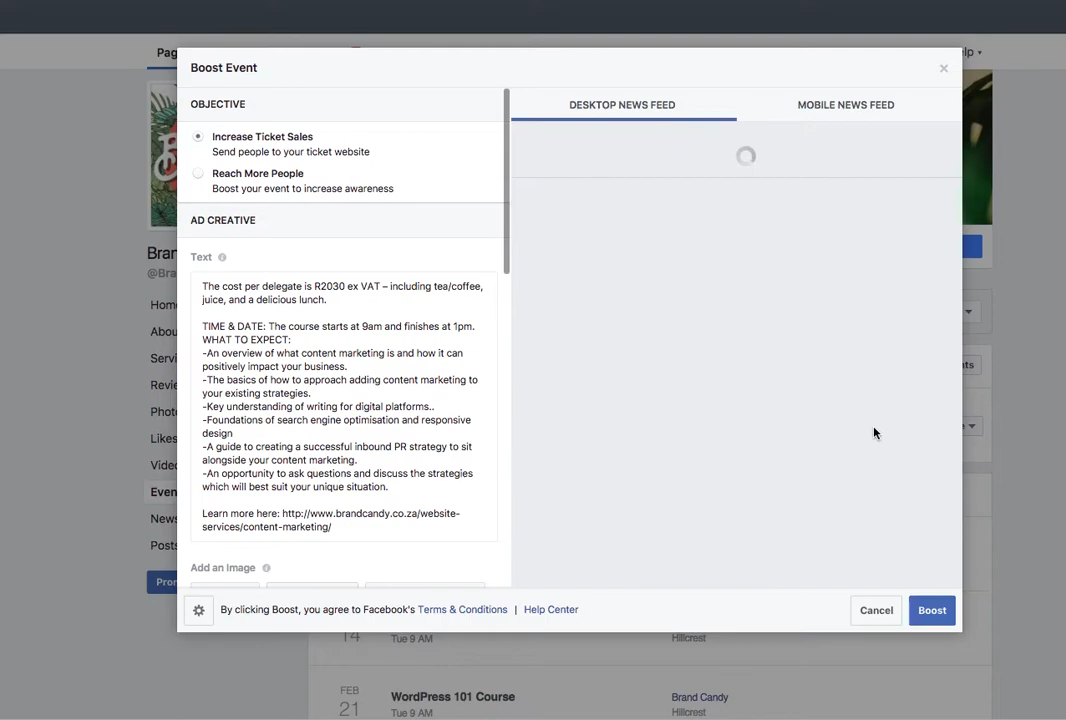 Pag
lp
Boost Event
×
OBJECTIVE
Increase Ticket Sales
Send people to your ticket website
Reach More People
Boost your event to increase awareness
AD CREATIVE
Text
The cost per delegate is R2030 ex VAT – including tea/coffee,
juice, and a delicious lunch.
TIME & DATE: The course starts at 9am and finishes at 1pm.
WHAT TO EXPECT:
-An overview of what content marketing is and how it can
positively impact your business.
-The basics of how to approach adding content marketing to
your existing strategies.
-Key understanding of writing for digital platforms..
-Foundations of search engine optimisation and responsive
design
-A guide to creating a successful inbound PR strategy to sit
alongside your content marketing.
-An opportunity to ask questions and discuss the strategies
which will best suit your unique situation.
Learn more here: http://www.brandcandy.co.za/website-
services/content-marketing/
Add an Image
DESKTOP NEWS FEED
MOBILE NEWS FEED
By clicking Boost, you agree to Facebook's Terms & Conditions | Help Center
Cancel
Boost
Bran
@Bra
Home
Abou
Servi
Revie
Photo
Likes
Video
Even
News
Posts
Pron
nts
e
14
Tue 9 AM
Hillcrest
FEB
21
WordPress 101 Course
Tue 9 AM
Brand Candy
Hillcrest